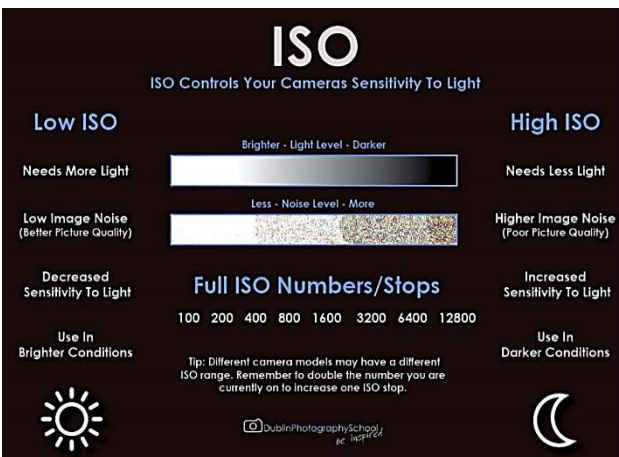 ISO
ISO Controls Your Cameras Sensitivity To Light
Low ISO
Needs More Light
Low Image Noise
(Better Picture Quality)
Decreased
Sensitivity To Light
Use In
Brighter Conditions
Brighter - Light Level - Darker
Less - Noise Level - More
Full ISO Numbers/Stops
100 200 400 800 1600 3200 6400 12800
Tip: Different camera models may have a different
ISO range. Remember to double the number you are
currently on to increase one ISO stop.
DublinPhotographySchool
be inspired
High ISO
Needs Less Light
Higher Image Noise
(Poor Picture Quality)
Increased
Sensitivity To Light
Use In
Darker Conditions